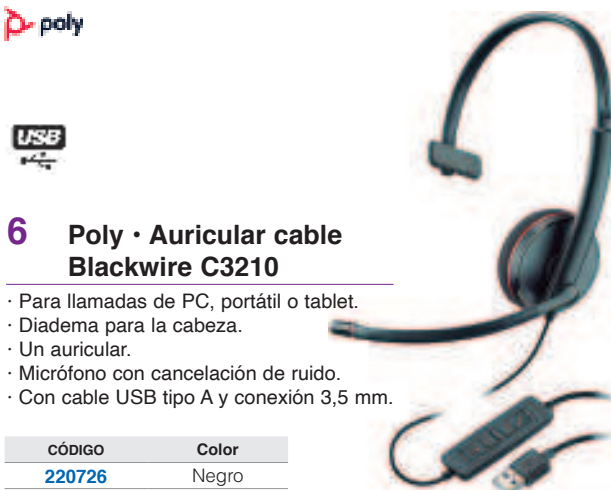 poly
USB
6 Poly · Auricular cable
Blackwire C3210
· Para llamadas de PC, portátil o tablet.
· Diadema para la cabeza.
· Un auricular.
· Micrófono con cancelación de ruido.
· Con cable USB tipo A y conexión 3,5 mm.
CÓDIGO Color
220726 Negro